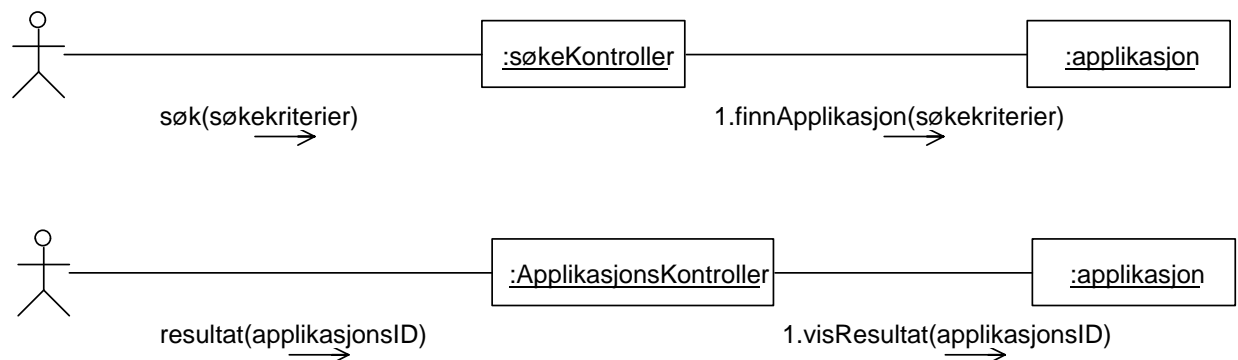 :søkeKontroller
:applikasjon
søk(søkekriterier)
1.finnApplikasjon(søkekriterier)
:ApplikasjonsKontroller
:applikasjon
resultat(applikasjonsID)
1.visResultat(applikasjonsID)